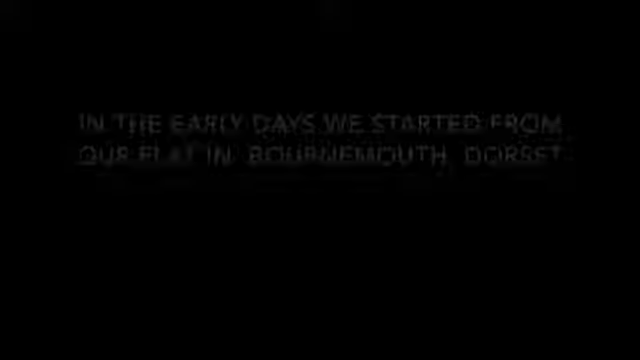 IN THE EARLY DAYS WE STARTED FROM
OUR FLAT IN BOURNEMOUTH, DORSET